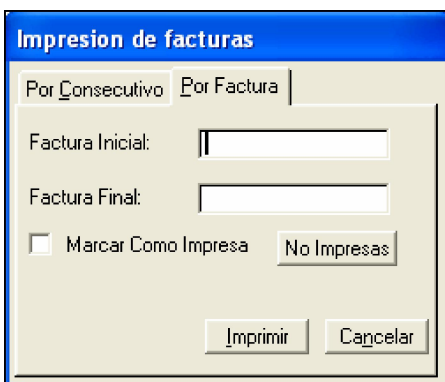 Impresion de facturas
Por Consecutivo Por Factura
Factura Inicial:
Factura Final:
Marcar Como Impresa No Impresas
Imprimir Cancelar